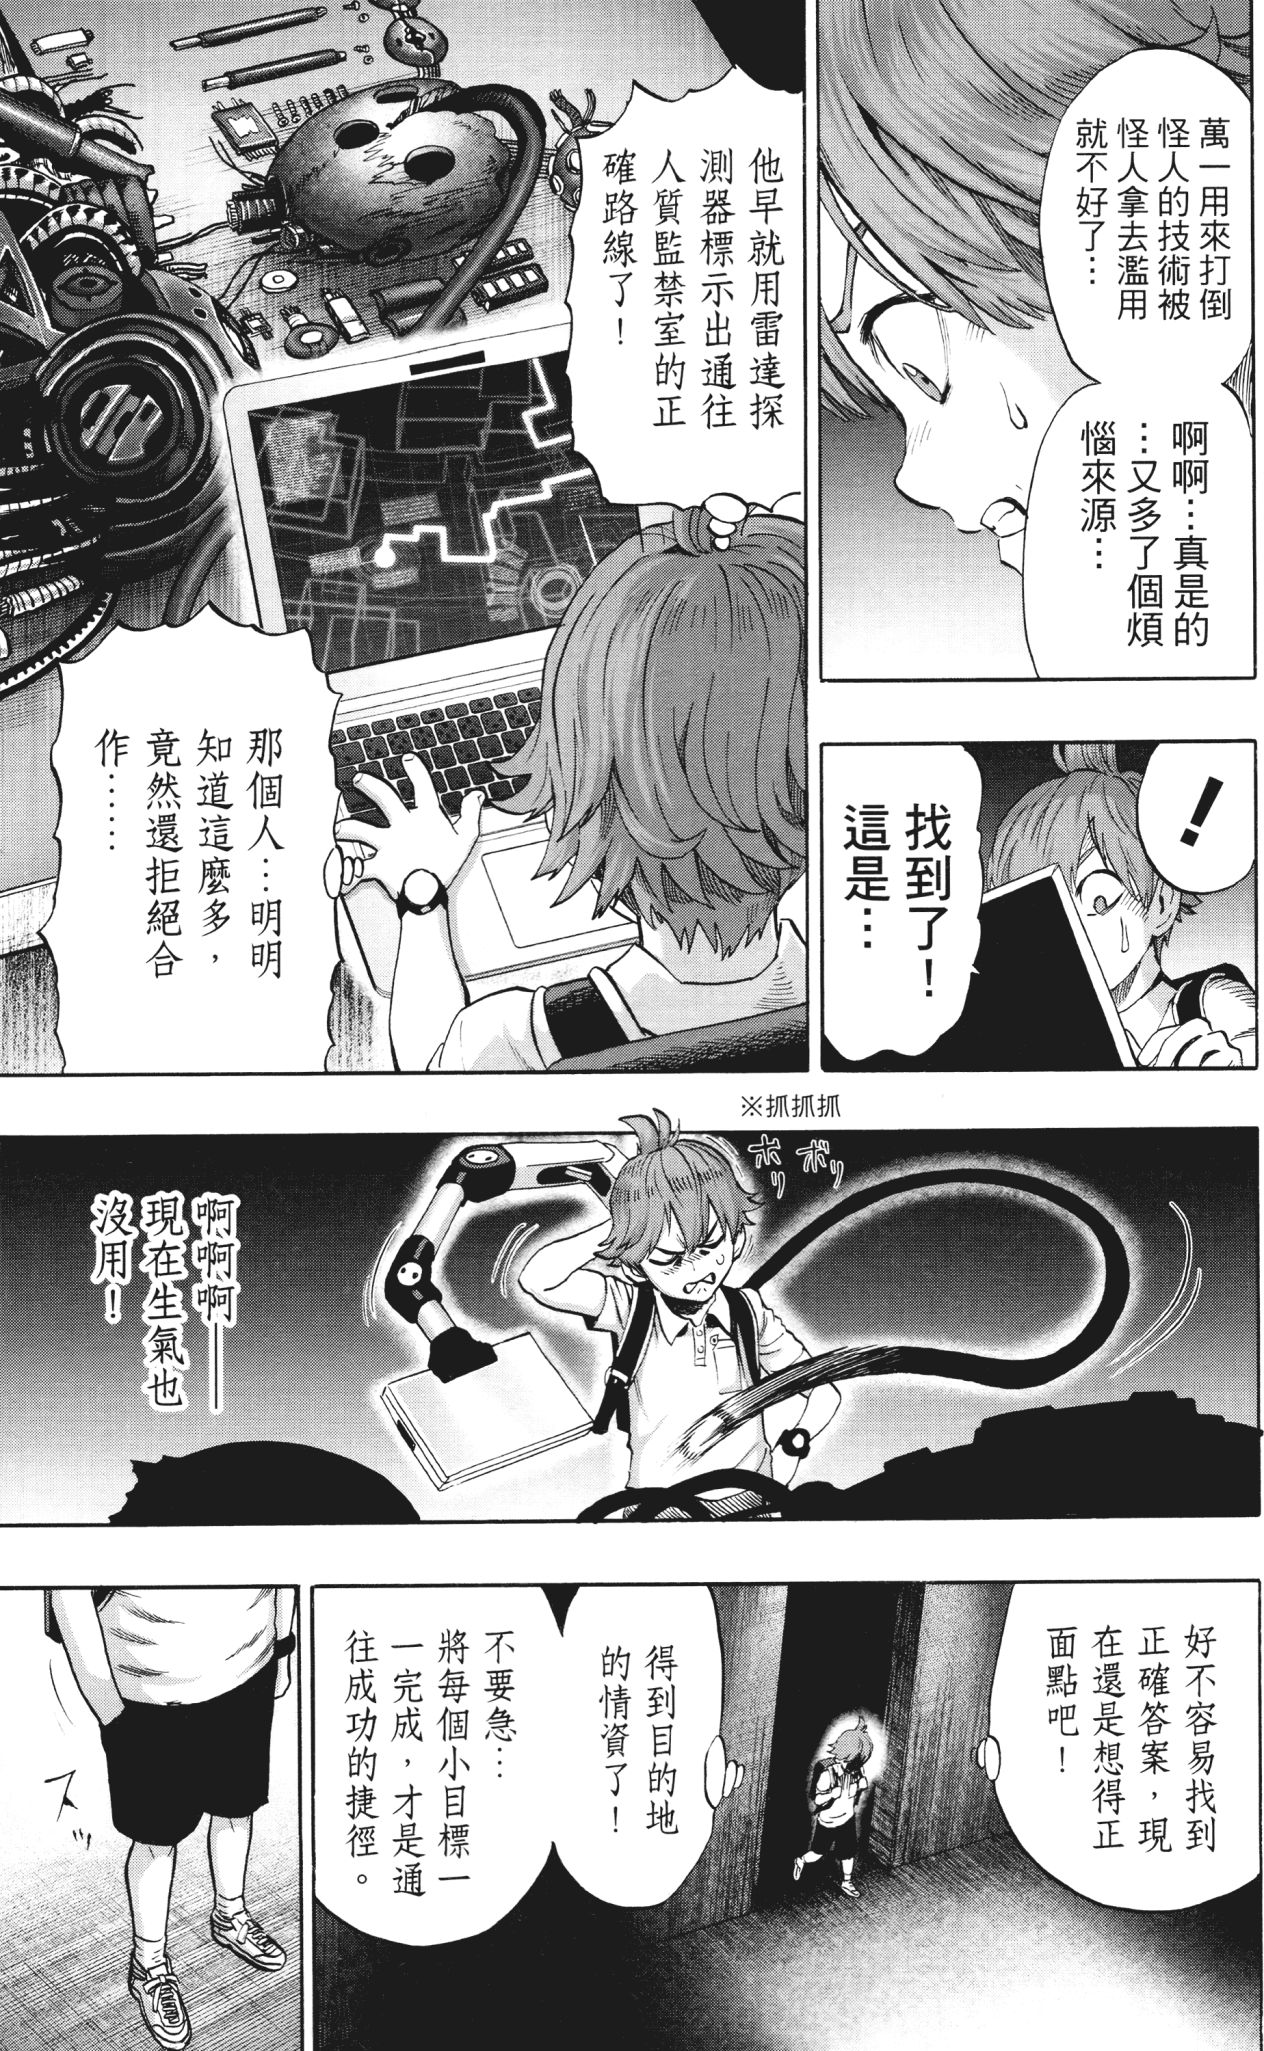 萬一用來打倒
怪人的技術被
怪人拿去濫用
就不好了…
啊啊…真是的
…又多了個煩
惱來源…
！
找到了！
這是…
他早就用雷達探
測器標示出通往
人質監禁室的正
確路線了！
那個人…明明
知道這麼多，
竟然還拒絕合
作……
※抓抓抓
ボリ
ボリ
啊啊啊——
現在生氣也
沒用！
好不容易找到
正確答案，現
在還是想得正
面點吧！
得到目的地
的情資了！
不要急…
將每個小目標一
一完成，才是通
往成功的捷徑。
ス